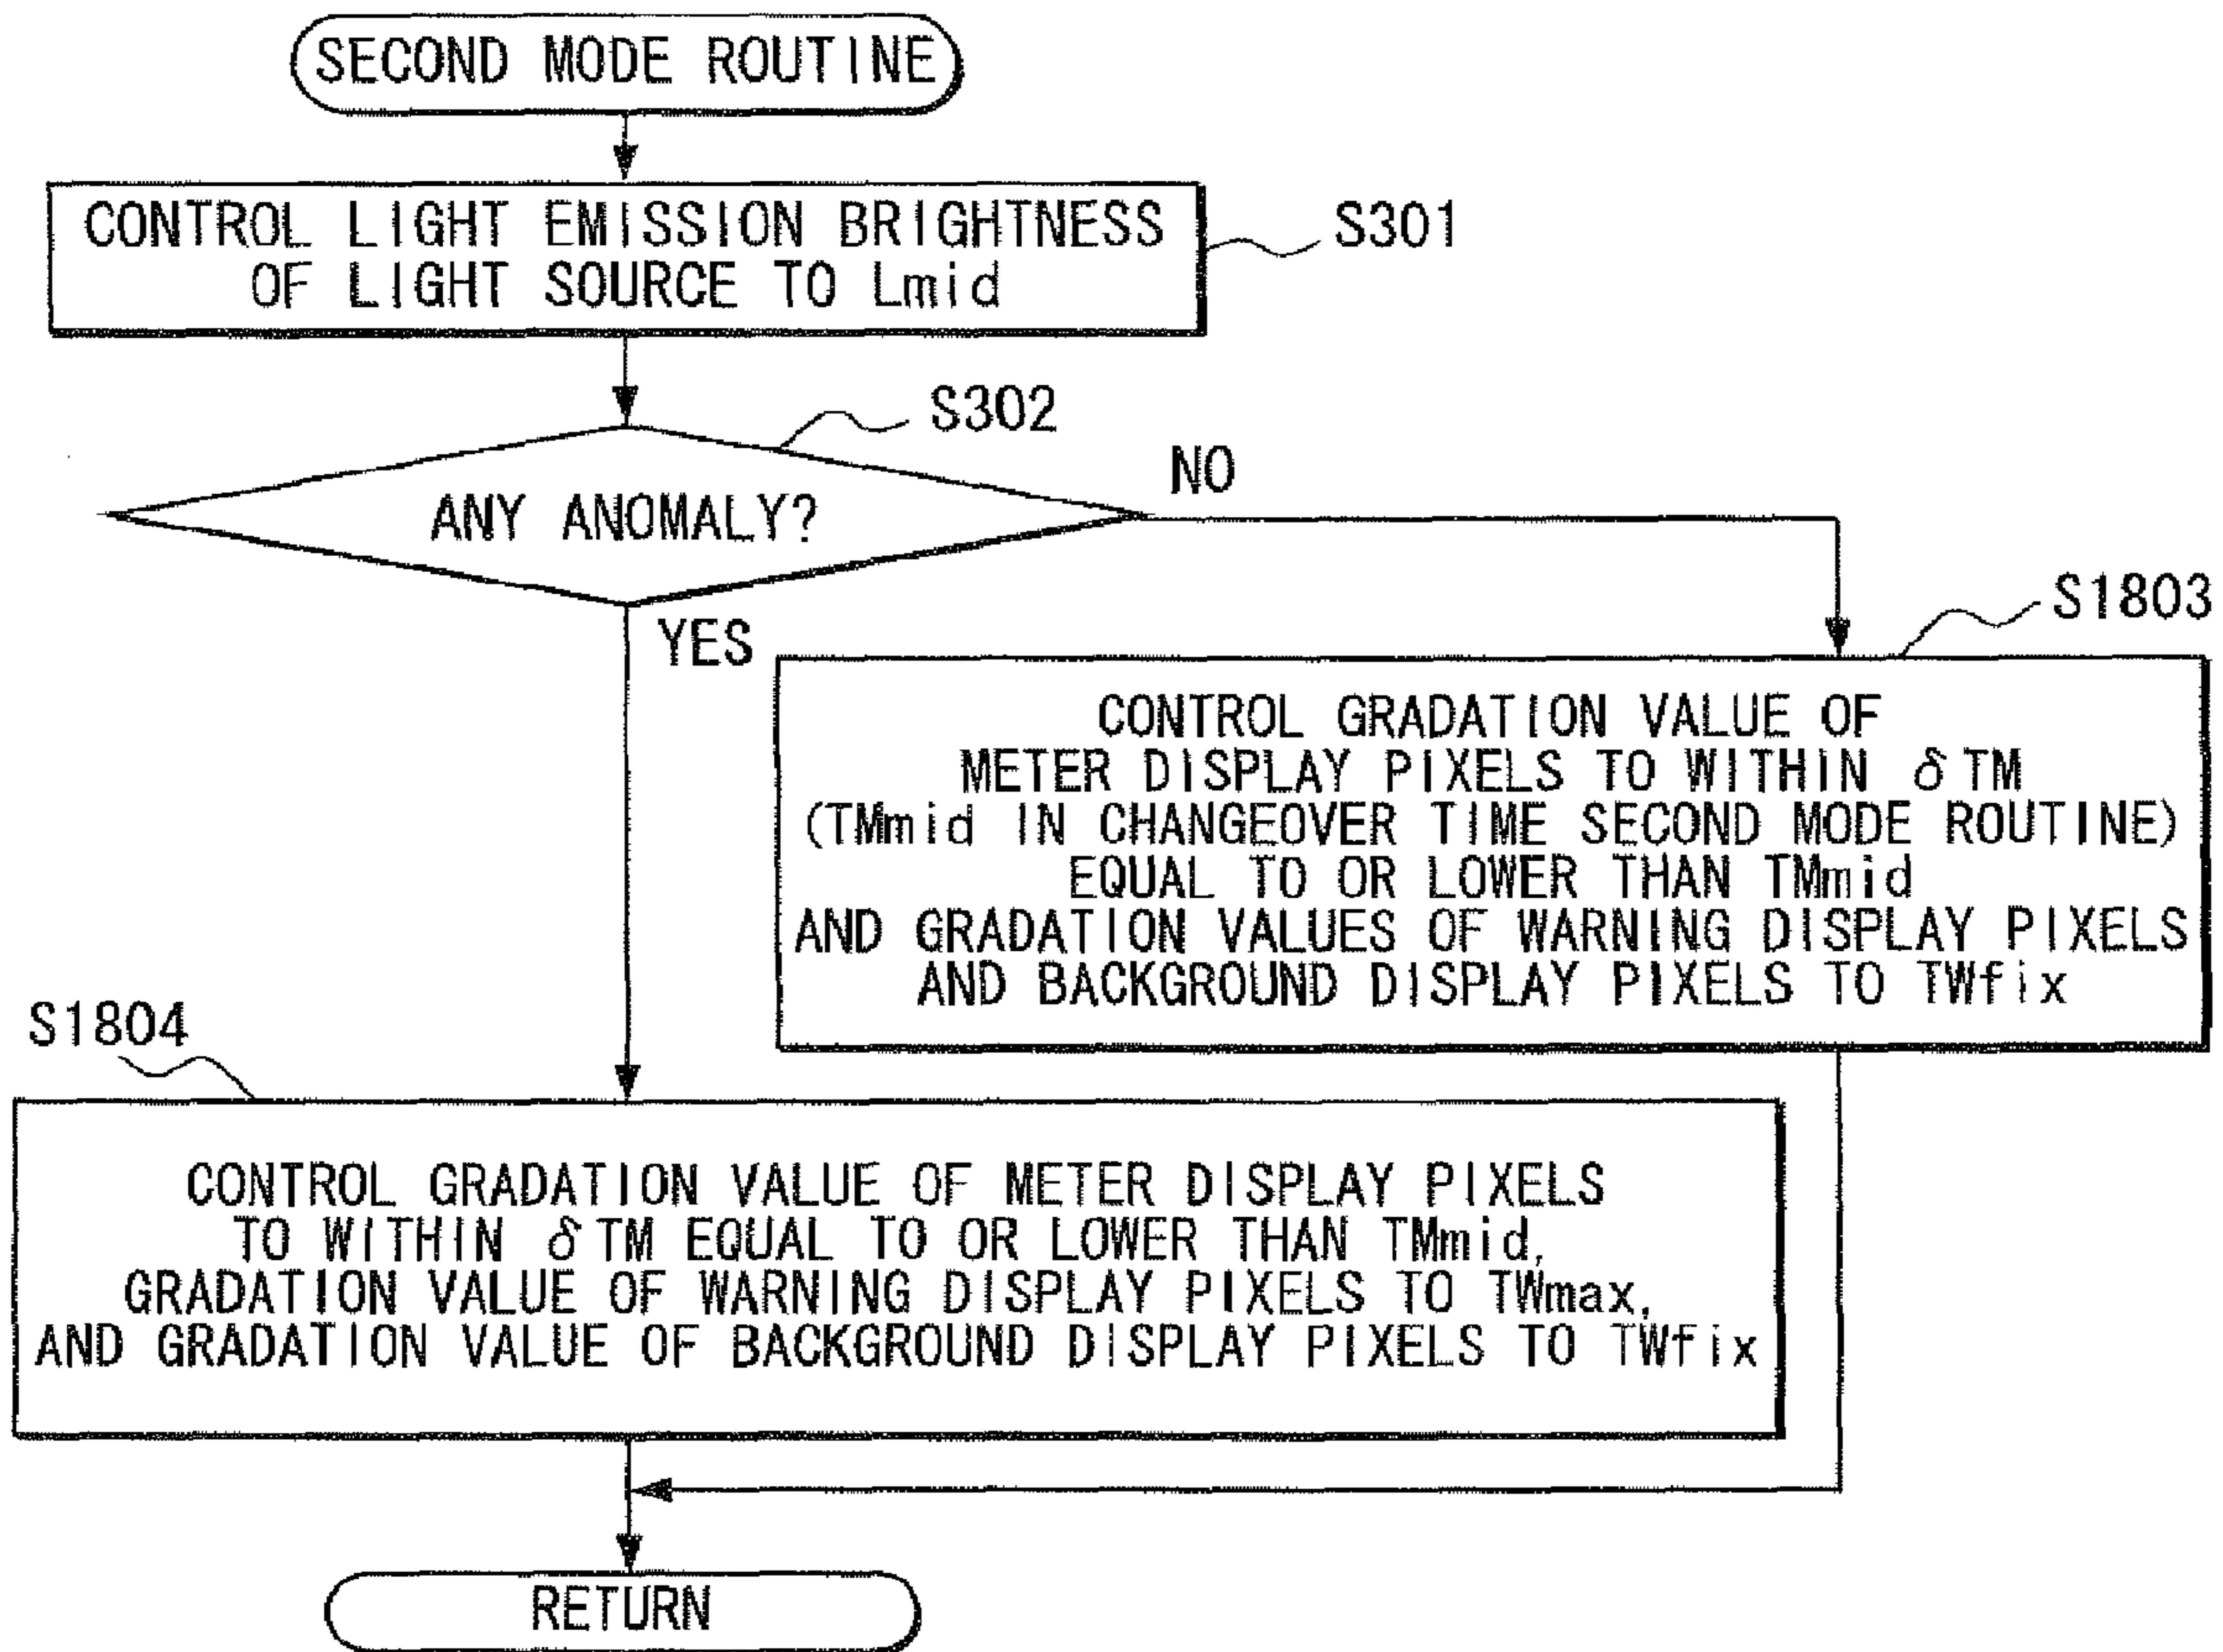 SECOND MODE ROUTINE
CONTROL LIGHT EMISSION BRIGHTNESS
OF LIGHT SOURCE TO Lmid
S301
S302
ANY ANOMALY?
NO
YES
S1803
CONTROL GRADATION VALUE OF
METER DISPLAY PIXELS TO WITHIN δTM
(TMmid IN CHANGEOVER TIME SECOND MODE ROUTINE)
EQUAL TO OR LOWER THAN TMmid
AND GRADATION VALUES OF WARNING DISPLAY PIXELS
AND BACKGROUND DISPLAY PIXELS TO TWfix
S1804
CONTROL GRADATION VALUE OF METER DISPLAY PIXELS
TO WITHIN δTM EQUAL TO OR LOWER THAN TMmid,
GRADATION VALUE OF WARNING DISPLAY PIXELS TO TWmax,
AND GRADATION VALUE OF BACKGROUND DISPLAY PIXELS TO TWfix
RETURN